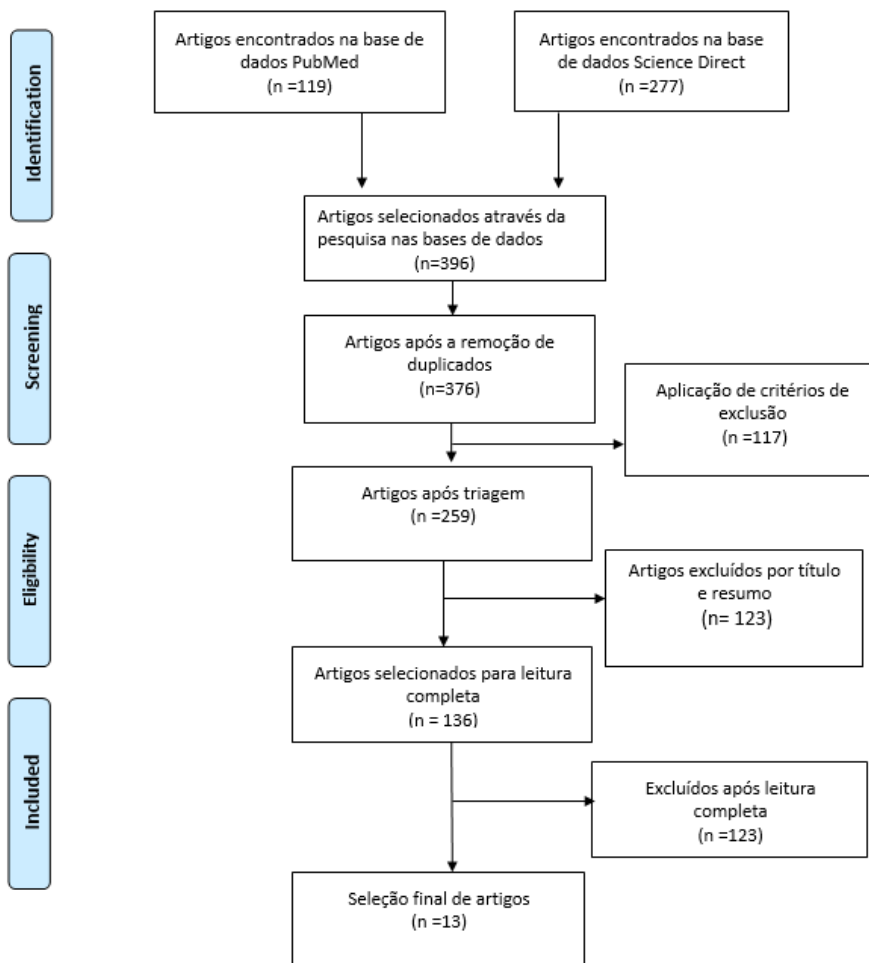 Identification
Artigos encontrados na base de
dados PubMed
(n =119)
Artigos encontrados na base
de dados Science Direct
(n =277)
Artigos selecionados através da
pesquisa nas bases de dados
(n=396)
Screening
Artigos após a remoção de
duplicados
(n=376)
Aplicação de critérios de
exclusão
(n =117)
Eligibility
Artigos após triagem
(n =259)
Artigos excluídos por título
e resumo
(n= 123)
Artigos selecionados para leitura
completa
(n = 136)
Included
Excluídos após leitura
completa
(n =123)
Seleção final de artigos
(n =13)